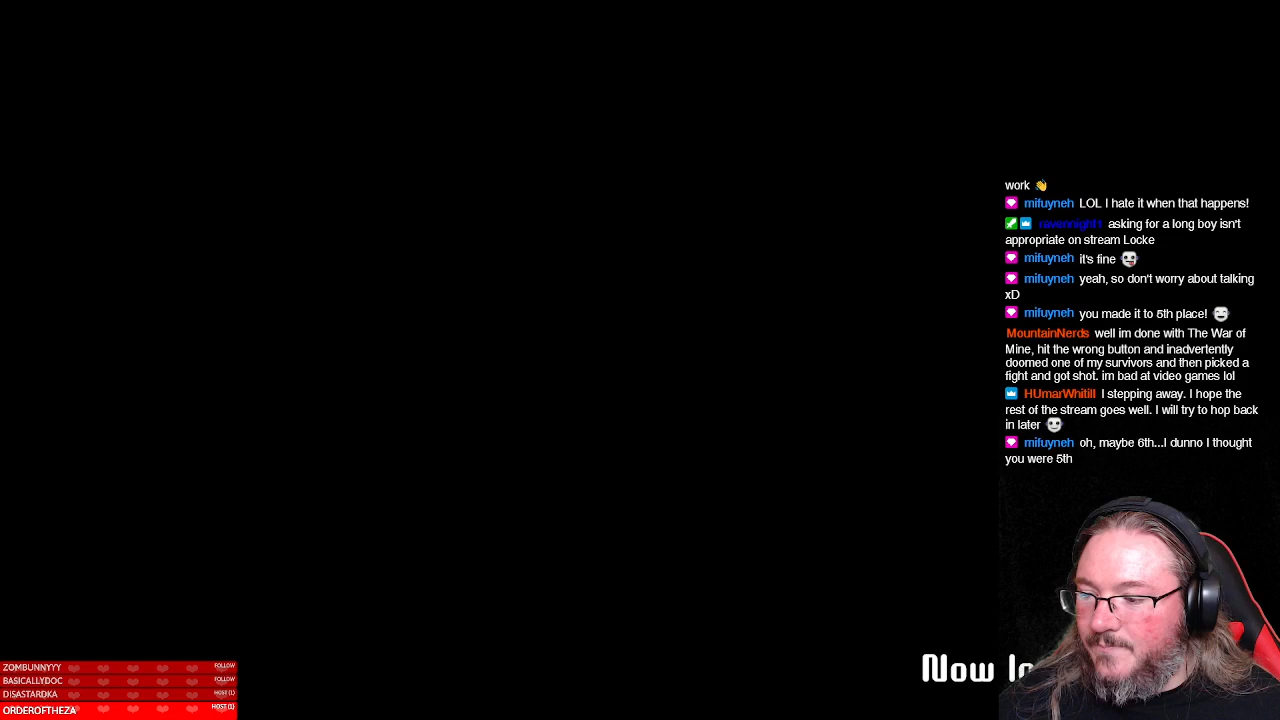 work
mifuyneh LOL I hate it when that happens!
ravennight1 asking for a long boy isn't
appropriate on stream Locke
mifuyneh it's fine
mifuyneh yeah, so don't worry about talking
xD
mifuyneh you made it to 5th place!
MountainNerds well im done with The War of
Mine, hit the wrong button and inadvertently
doomed one of my survivors and then picked a
fight and got shot. im bad at video games lol
HUmarWhitill I stepping away. I hope the
rest of the stream goes well. I will try to hop back
in later
mifuyneh oh, maybe 6th...I dunno I thought
you were 5th
Now lo
ZOMBUNNYYY FOLLOW
BASICALLYDOC FOLLOW
DISASTARDKA HOST (1)
ORDEROFTHEZA HOST (1)